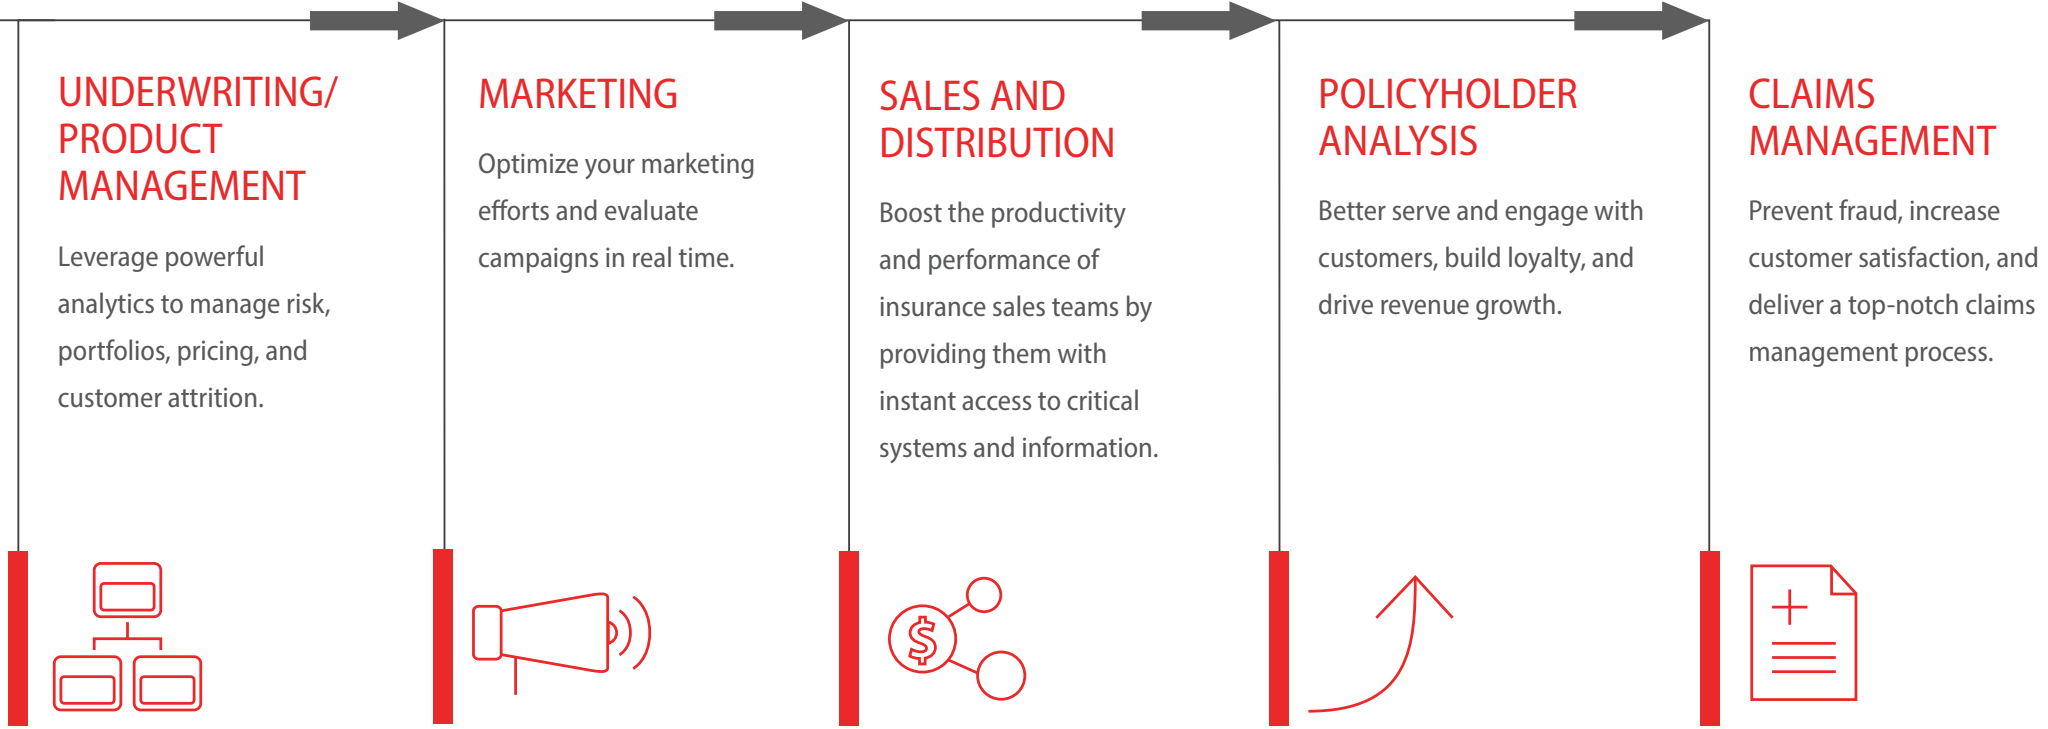 UNDERWRITING/
PRODUCT
MANAGEMENT
Leverage powerful
analytics to manage risk,
portfolios, pricing, and
customer attrition.
MARKETING
Optimize your marketing
efforts and evaluate
campaigns in real time.
SALES AND
DISTRIBUTION
Boost the productivity
and performance of
insurance sales teams by
providing them with
instant access to critical
systems and information.
POLICYHOLDER
ANALYSIS
Better serve and engage with
customers, build loyalty, and
drive revenue growth.
CLAIMS
MANAGEMENT
Prevent fraud, increase
customer satisfaction, and
deliver a top-notch claims
management process.
$